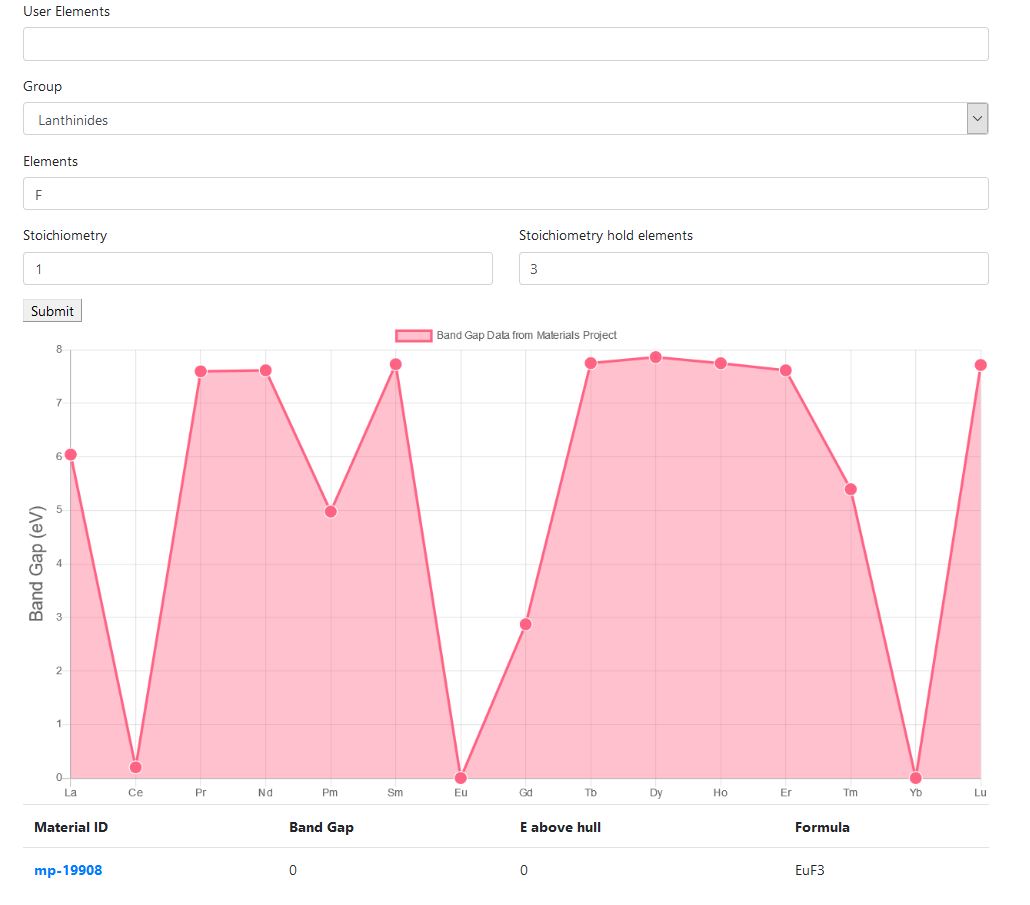 User Elements
Group
Lanthinides
Elements
F
Stoichiometry Stoichiometry hold elements
1 3
Submit
Band Gap Data from Materials Project
8
7
6
5
4
3
2
1
0
Band Gap (eV)
La Ce Pr Nd Pm Sm Eu Gd Tb Dy Ho Er Tm Yb Lu
Material ID Band Gap E above hull Formula
mp-19908 0 0 EuF3